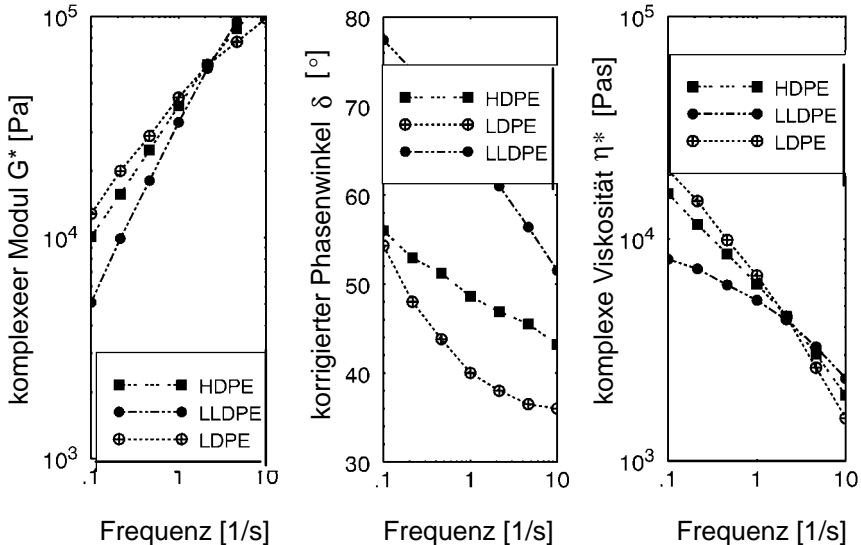 komplexeer Modul G* [Pa]
10⁵
10⁴
10³
HDPE
LLDPE
LDPE
.1
1
10
Frequenz [1/s]
korrigierter Phasenwinkel δ [°]
80
70
60
50
40
30
HDPE
LDPE
LLDPE
.1
1
10
Frequenz [1/s]
komplexe Viskosität η* [Pas]
10⁵
10⁴
10³
HDPE
LLDPE
LDPE
.1
1
10
Frequenz [1/s]